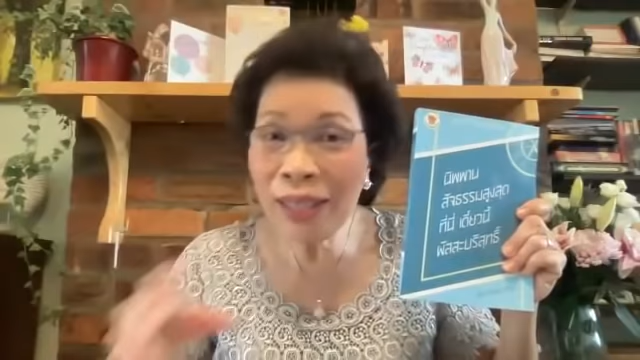 นิพพาน
สัจธรรมสูงสุด
ที่นี่ เดี๋ยวนี้
ผัสสะบริสุทธิ์